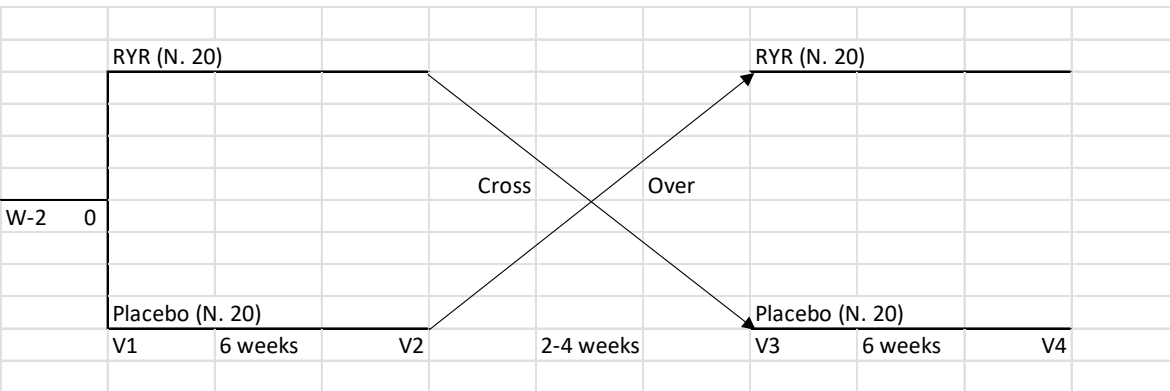 RYR (N. 20) RYR (N. 20)
Cross Over
W-2 0
Placebo (N. 20) Placebo (N. 20)
V1 6 weeks V2 2-4 weeks V3 6 weeks V4